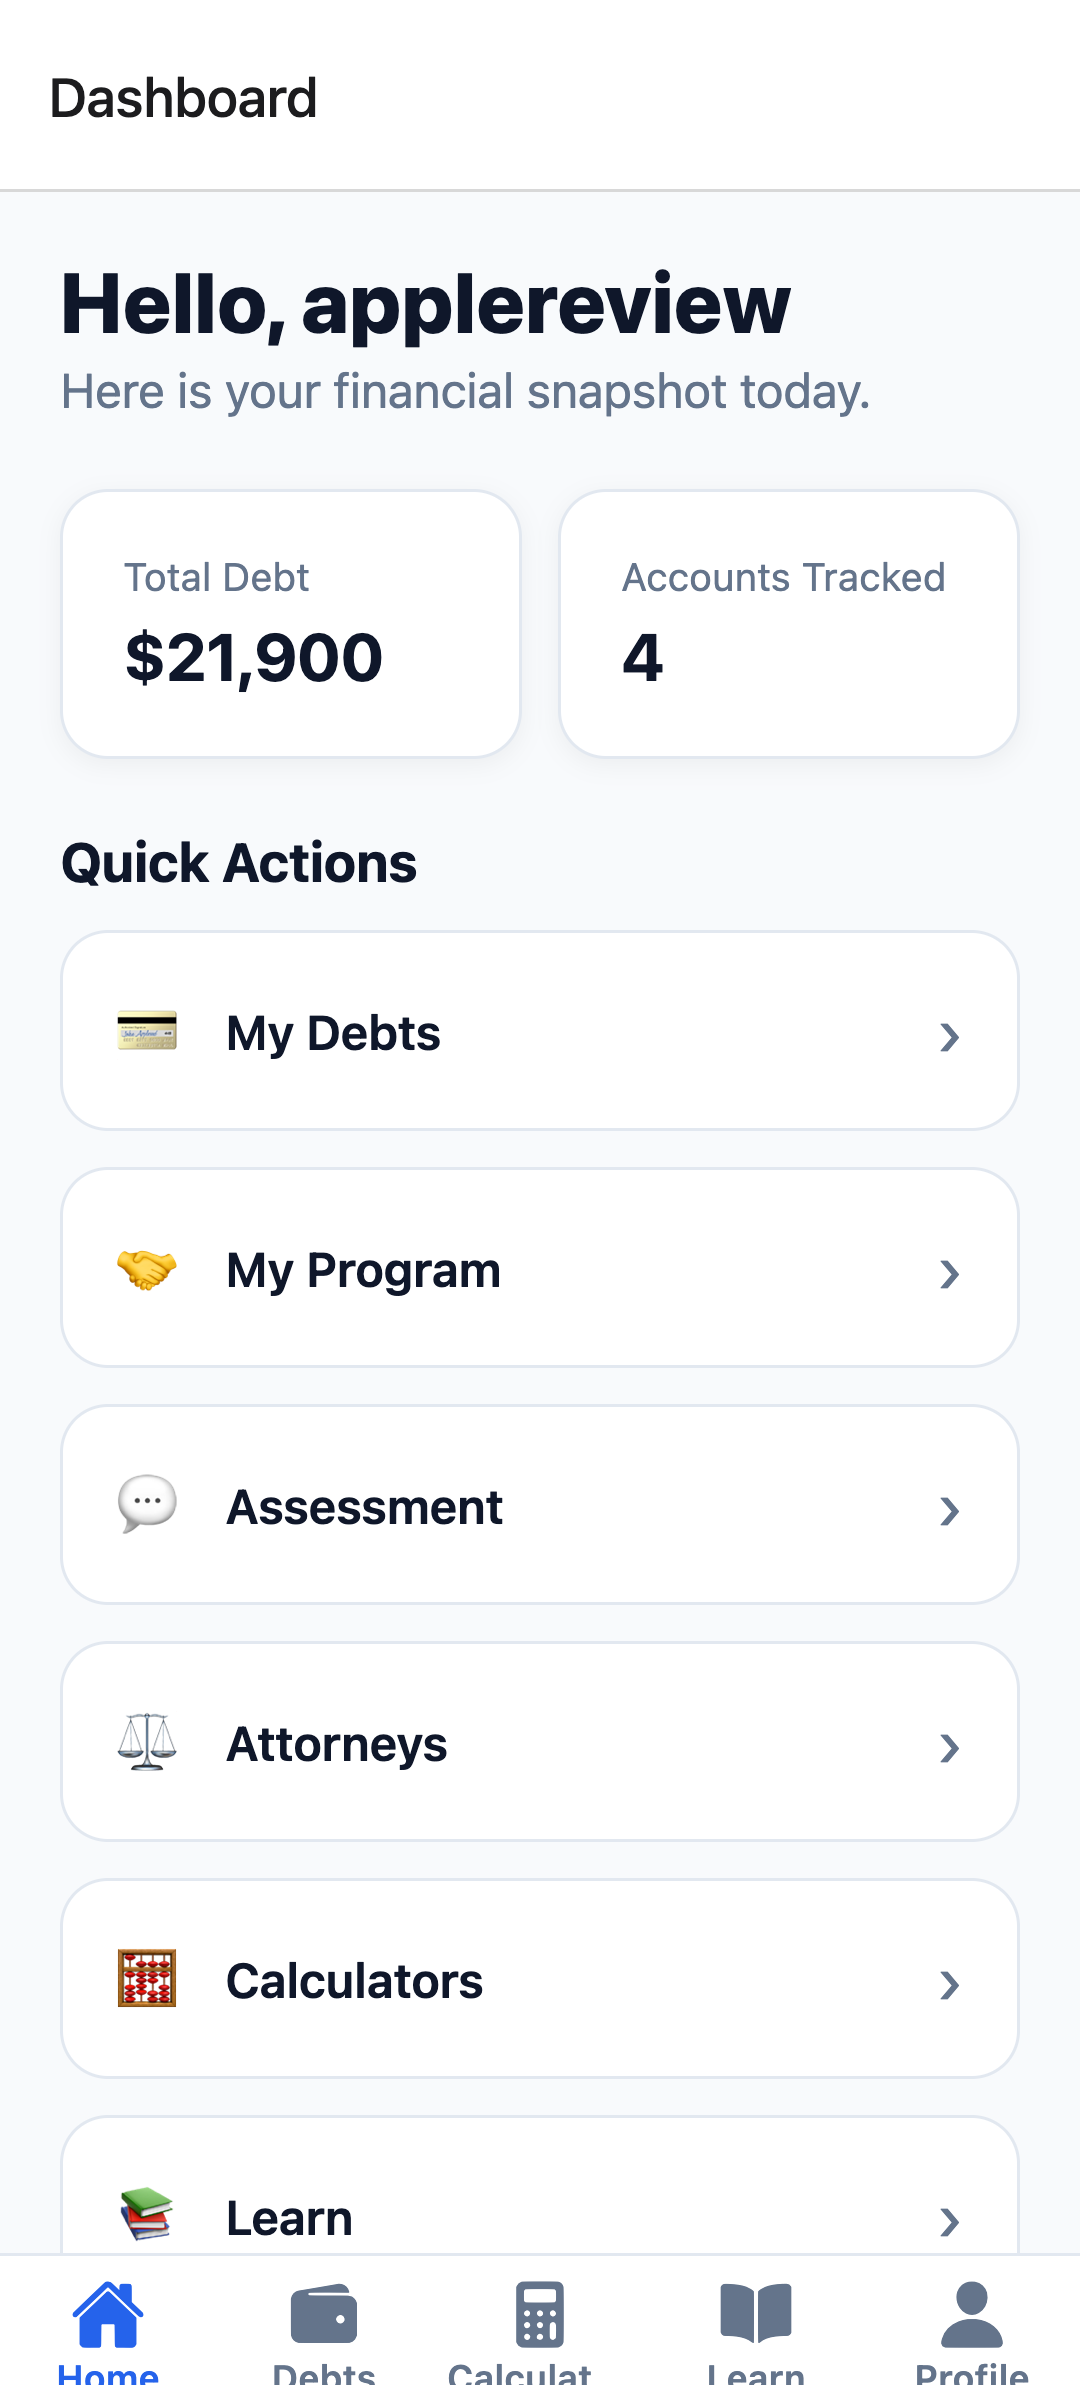 Dashboard
Hello, applereview
Here is your financial snapshot today.
Total Debt
$21,900
Accounts Tracked
4
Quick Actions
My Debts
My Program
Assessment
Attorneys
Calculators
Learn
Home
Debts
Calculat
Learn
Profile